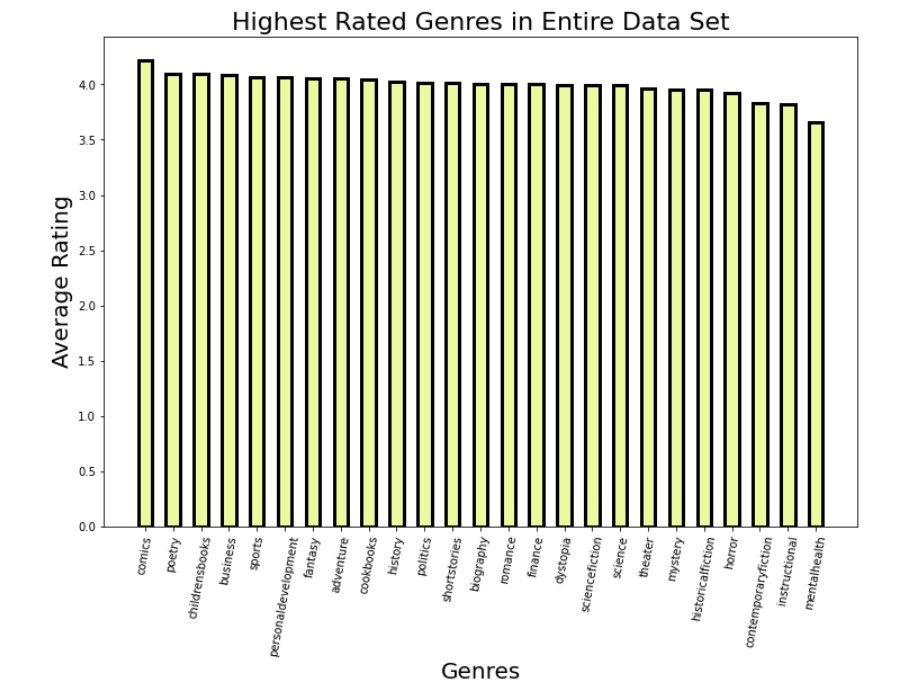 Highest Rated Genres in Entire Data Set
Average Rating
4.0
3.5
3.0
2.5
2.0
1.5
1.0
0.5
0.0
comics
poetry
childrensbooks
business
sports
personaldevelopment
fantasy
adventure
cookbooks
history
politics
shortstories
biography
romance
finance
dystopia
sciencefiction
science
theater
mystery
historicalfiction
horror
contemporaryfiction
instructional
mentalhealth
Genres